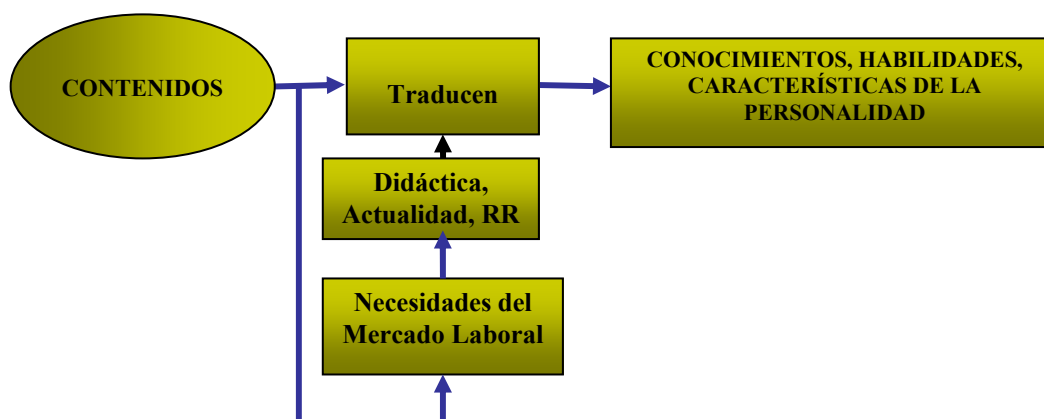 CONTENIDOS
Traducen
CONOCIMIENTOS, HABILIDADES,
CARACTERÍSTICAS DE LA
PERSONALIDAD
Didáctica,
Actualidad, RR
Necesidades del
Mercado Laboral